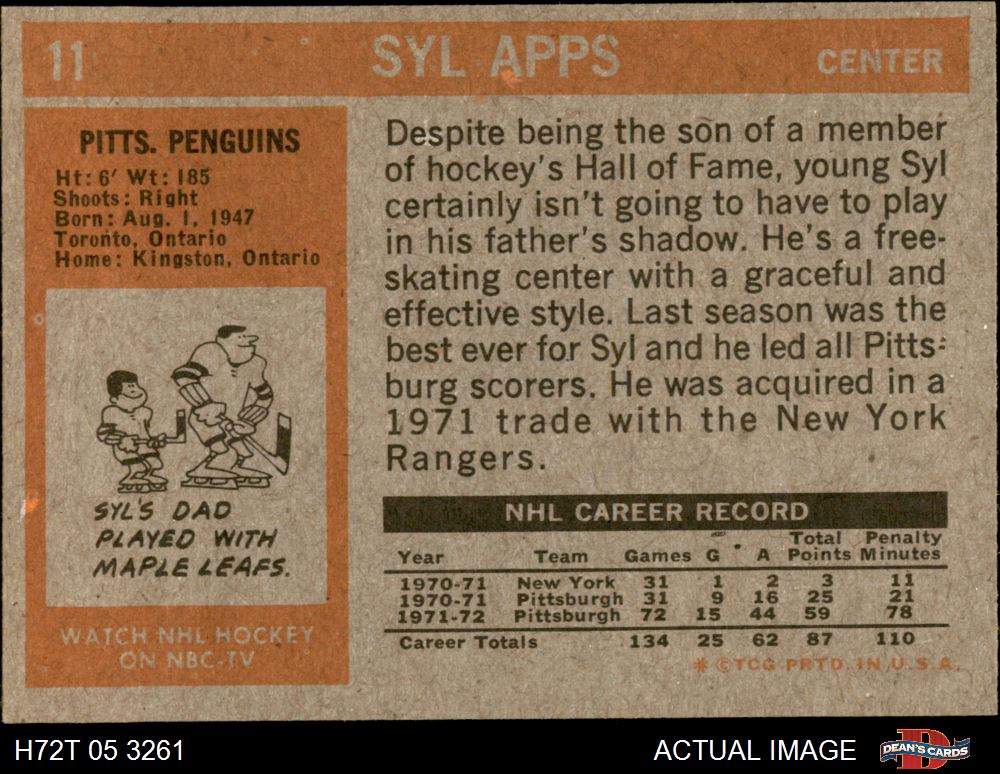 11 SYL APPS CENTER
PITTS. PENGUINS
Ht: 6' Wt: 185
Shoots: Right
Born: Aug. 1, 1947
Toronto, Ontario
Home: Kingston, Ontario
SYL'S DAD
PLAYED WITH
MAPLE LEAFS.
WATCH NHL HOCKEY
ON NBC-TV
Despite being the son of a member
of hockey's Hall of Fame, young Syl
certainly isn't going to have to play
in his father's shadow. He's a free-
skating center with a graceful and
effective style. Last season was the
best ever for Syl and he led all Pitts-
burg scorers. He was acquired in a
1971 trade with the New York
Rangers.
NHL CAREER RECORD
Year Team Games G A Total Points Penalty Minutes
1970-71 New York 31 1 2 3 11
1970-71 Pittsburgh 31 9 16 25 21
1971-72 Pittsburgh 72 15 44 59 78
Career Totals 134 25 62 87 110
* ©TCG PRTD. IN U.S.A.
H72T 05 3261 ACTUAL IMAGE DEAN'S CARDS